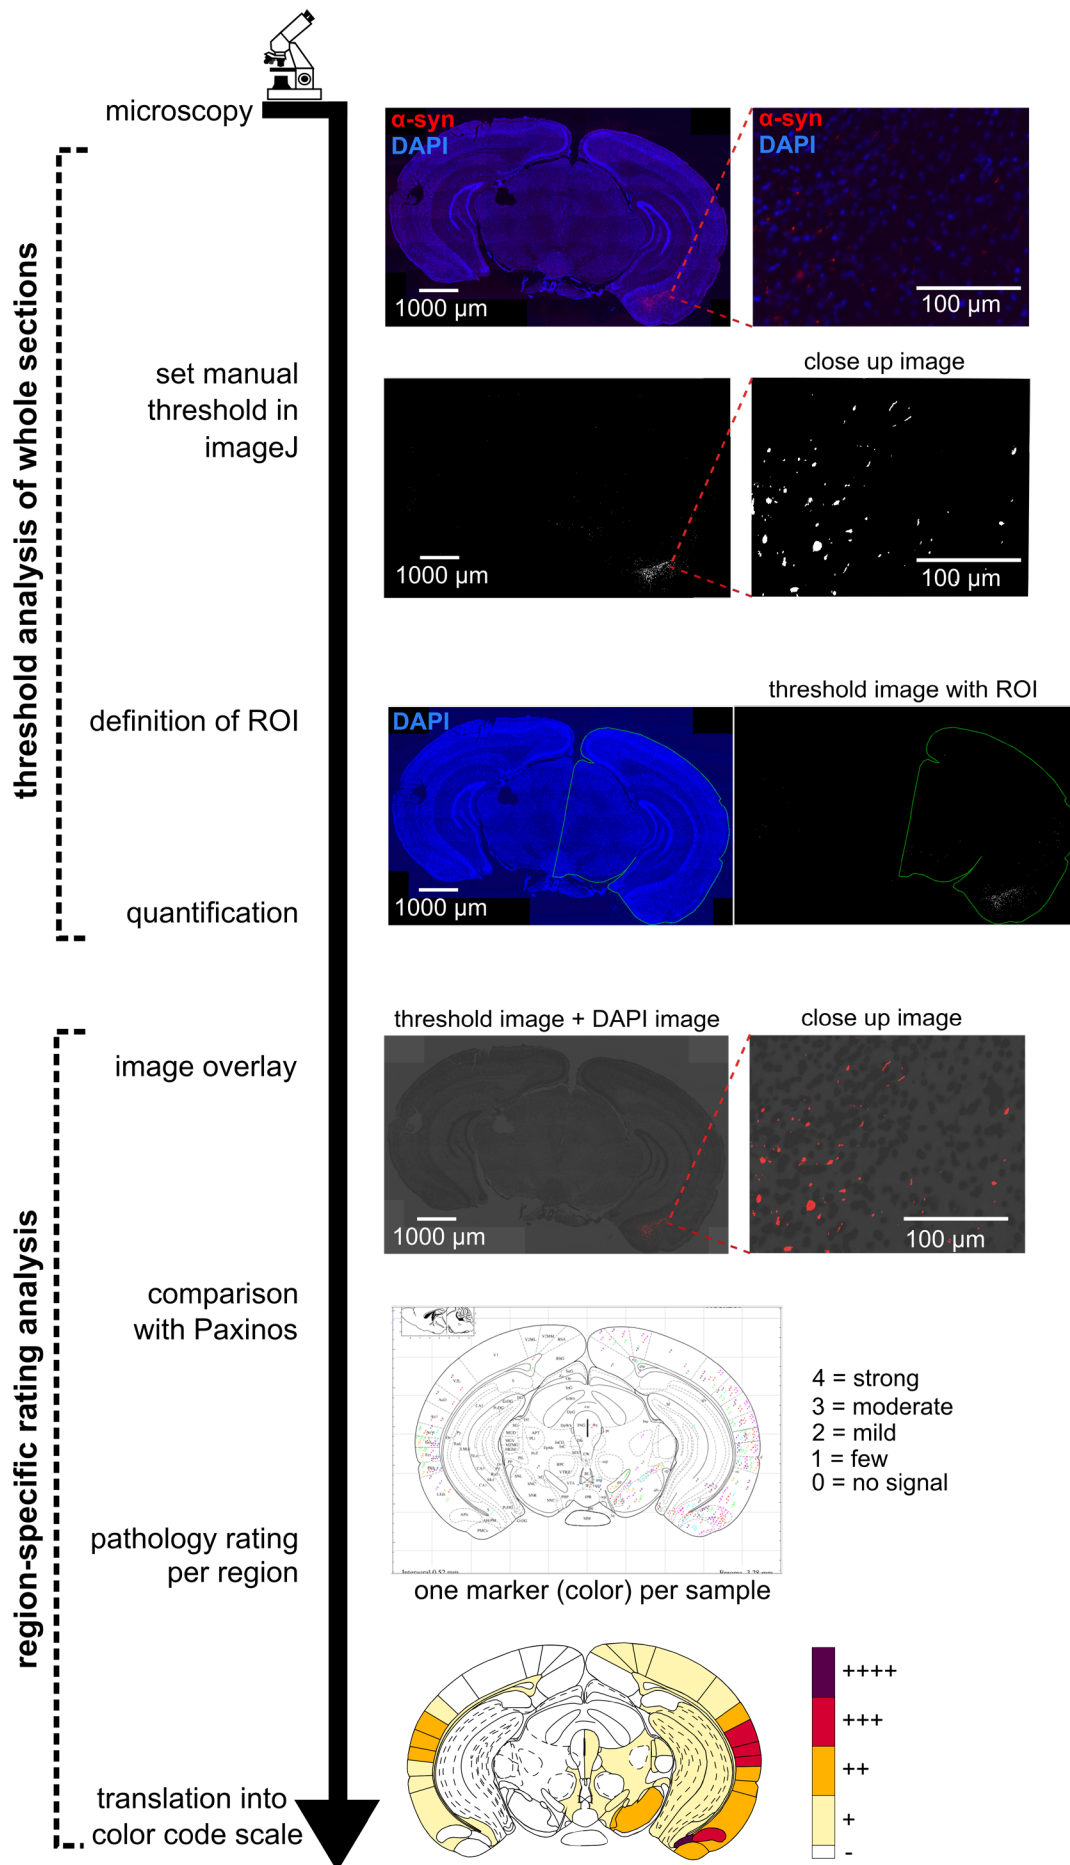 microscopy
α-syn
DAPI
1000 µm
α-syn
DAPI
100 µm
threshold analysis of whole sections
set manual
threshold in
imageJ
1000 µm
close up image
100 µm
definition of ROI
DAPI
1000 µm
threshold image with ROI
quantification
region-specific rating analysis
image overlay
threshold image + DAPI image
1000 µm
close up image
100 µm
comparison
with Paxinos
4 = strong
3 = moderate
2 = mild
1 = few
0 = no signal
pathology rating
per region
one marker (color) per sample
translation into
color code scale
++++
+++
++
+
-